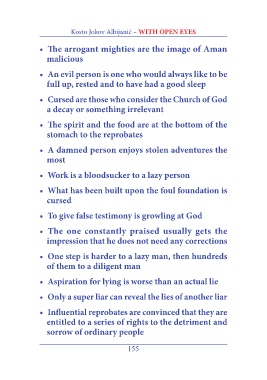 Kosto Jokov Albijanić – WITH OPEN EYES
• The arrogant mighties are the image of Aman
malicious
• An evil person is one who would always like to be
full up, rested and to have had a good sleep
• Cursed are those who consider the Church of God
a decay or something irrelevant
• The spirit and the food are at the bottom of the
stomach to the reprobates
• A damned person enjoys stolen adventures the
most
• Work is a bloodsucker to a lazy person
• What has been built upon the foul foundation is
cursed
• To give false testimony is growling at God
• The one constantly praised usually gets the
impression that he does not need any corrections
• One step is harder to a lazy man, then hundreds
of them to a diligent man
• Aspiration for lying is worse than an actual lie
• Only a super liar can reveal the lies of another liar
• Influential reprobates are convinced that they are
entitled to a series of rights to the detriment and
sorrow of ordinary people
155